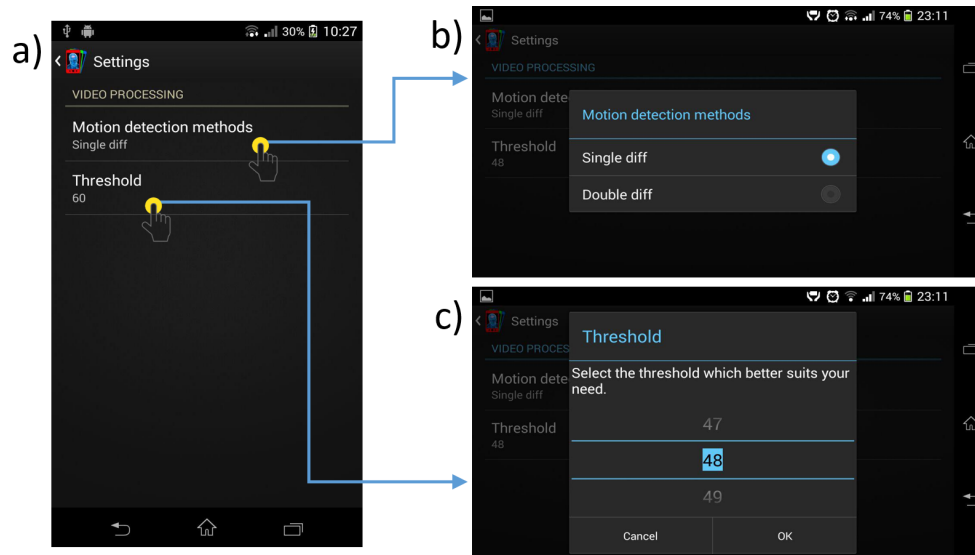 a)
30% 10:27
Settings
VIDEO PROCESSING
Motion detection methods
Single diff
Threshold
60
b)
74% 23:11
Settings
VIDEO PROCESSING
Motion dete
Single diff
Threshold
48
Motion detection methods
Single diff
Double diff
c)
74% 23:11
Settings
VIDEO PROCES
Motion dete
Single diff
Threshold
48
Threshold
Select the threshold which better suits your
need.
47
48
49
Cancel OK